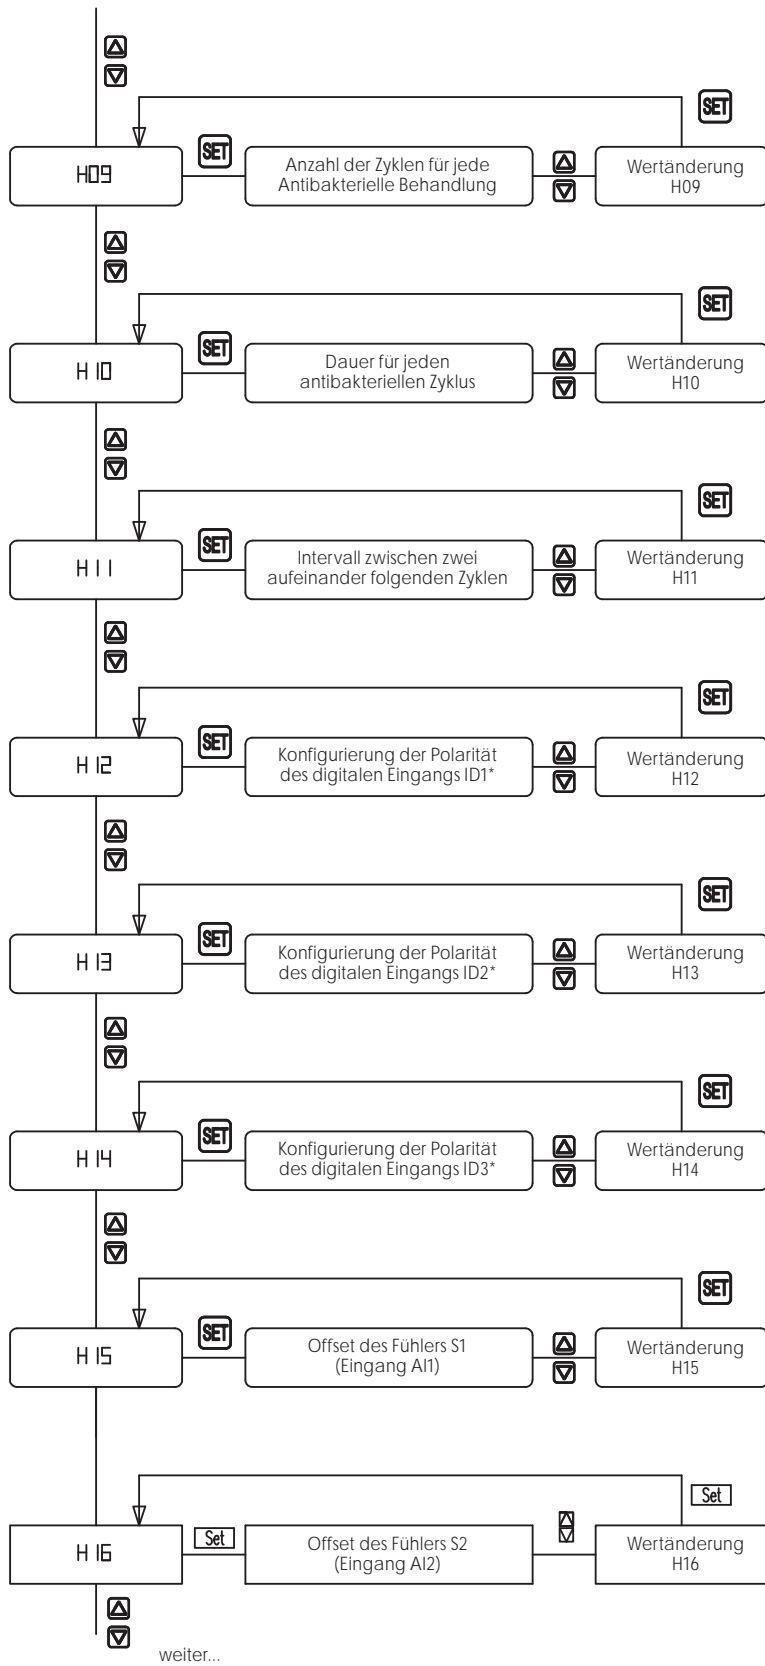 SET
SET
H09
Anzahl der Zyklen für jede
Antibakterielle Behandlung
Wertänderung
H09
SET
SET
H10
Dauer für jeden
antibakteriellen Zyklus
Wertänderung
H10
SET
SET
H11
Intervall zwischen zwei
aufeinander folgenden Zyklen
Wertänderung
H11
SET
SET
H12
Konfigurierung der Polarität
des digitalen Eingangs ID1*
Wertänderung
H12
SET
SET
H13
Konfigurierung der Polarität
des digitalen Eingangs ID2*
Wertänderung
H13
SET
SET
H14
Konfigurierung der Polarität
des digitalen Eingangs ID3*
Wertänderung
H14
SET
SET
H15
Offset des Fühlers S1
(Eingang AI1)
Wertänderung
H15
Set
Set
H16
Offset des Fühlers S2
(Eingang AI2)
Wertänderung
H16
weiter...